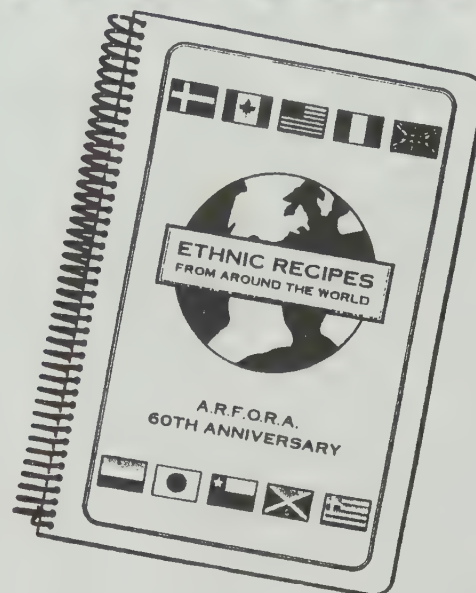 ETHNIC RECIPES
FROM AROUND THE WORLD
A.R.F.O.R.A.
60TH ANNIVERSARY